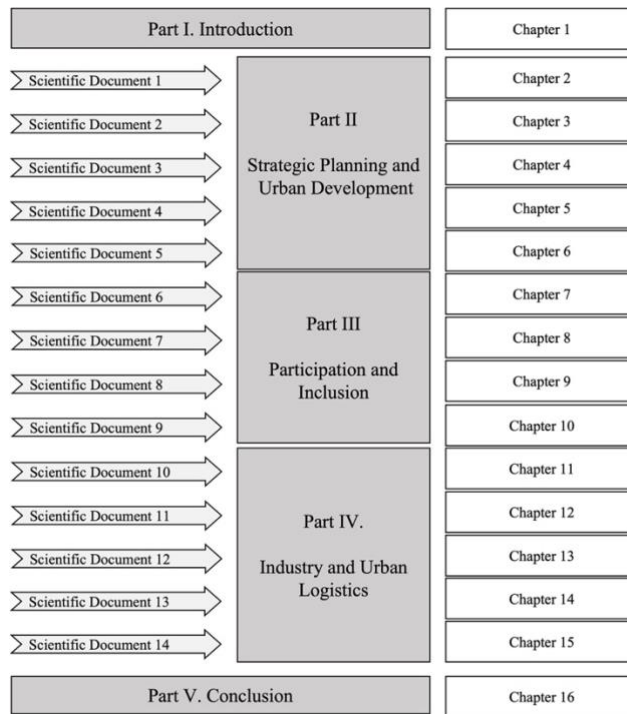 Part I. Introduction
Chapter 1
Scientific Document 1
Scientific Document 2
Scientific Document 3
Scientific Document 4
Scientific Document 5
Part II
Strategic Planning and
Urban Development
Chapter 2
Chapter 3
Chapter 4
Chapter 5
Chapter 6
Scientific Document 6
Scientific Document 7
Scientific Document 8
Scientific Document 9
Part III
Participation and
Inclusion
Chapter 7
Chapter 8
Chapter 9
Chapter 10
Scientific Document 10
Scientific Document 11
Scientific Document 12
Scientific Document 13
Scientific Document 14
Part IV.
Industry and Urban
Logistics
Chapter 11
Chapter 12
Chapter 13
Chapter 14
Chapter 15
Part V. Conclusion
Chapter 16